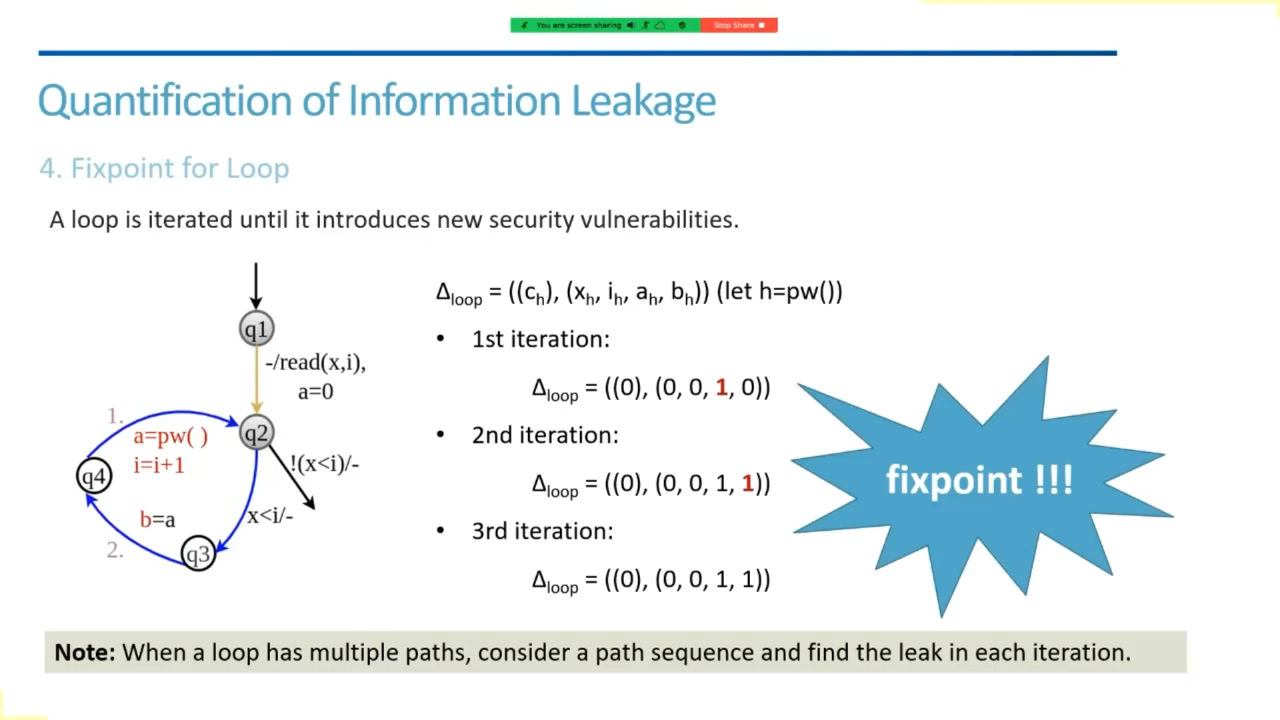 You are screen sharing
Stop Share
Quantification of Information Leakage
4. Fixpoint for Loop
A loop is iterated until it introduces new security vulnerabilities.
q1
-/read(x,i),
a=0
1.
a=pw( )
i=i+1
q2
!(x<i)/-
q4
b=a
x<i/-
2.
q3
Δloop = ((ch), (xh, ih, ah, bh)) (let h=pw())
• 1st iteration:
Δloop = ((0), (0, 0, 1, 0))
• 2nd iteration:
Δloop = ((0), (0, 0, 1, 1))
• 3rd iteration:
Δloop = ((0), (0, 0, 1, 1))
fixpoint !!!
Note: When a loop has multiple paths, consider a path sequence and find the leak in each iteration.